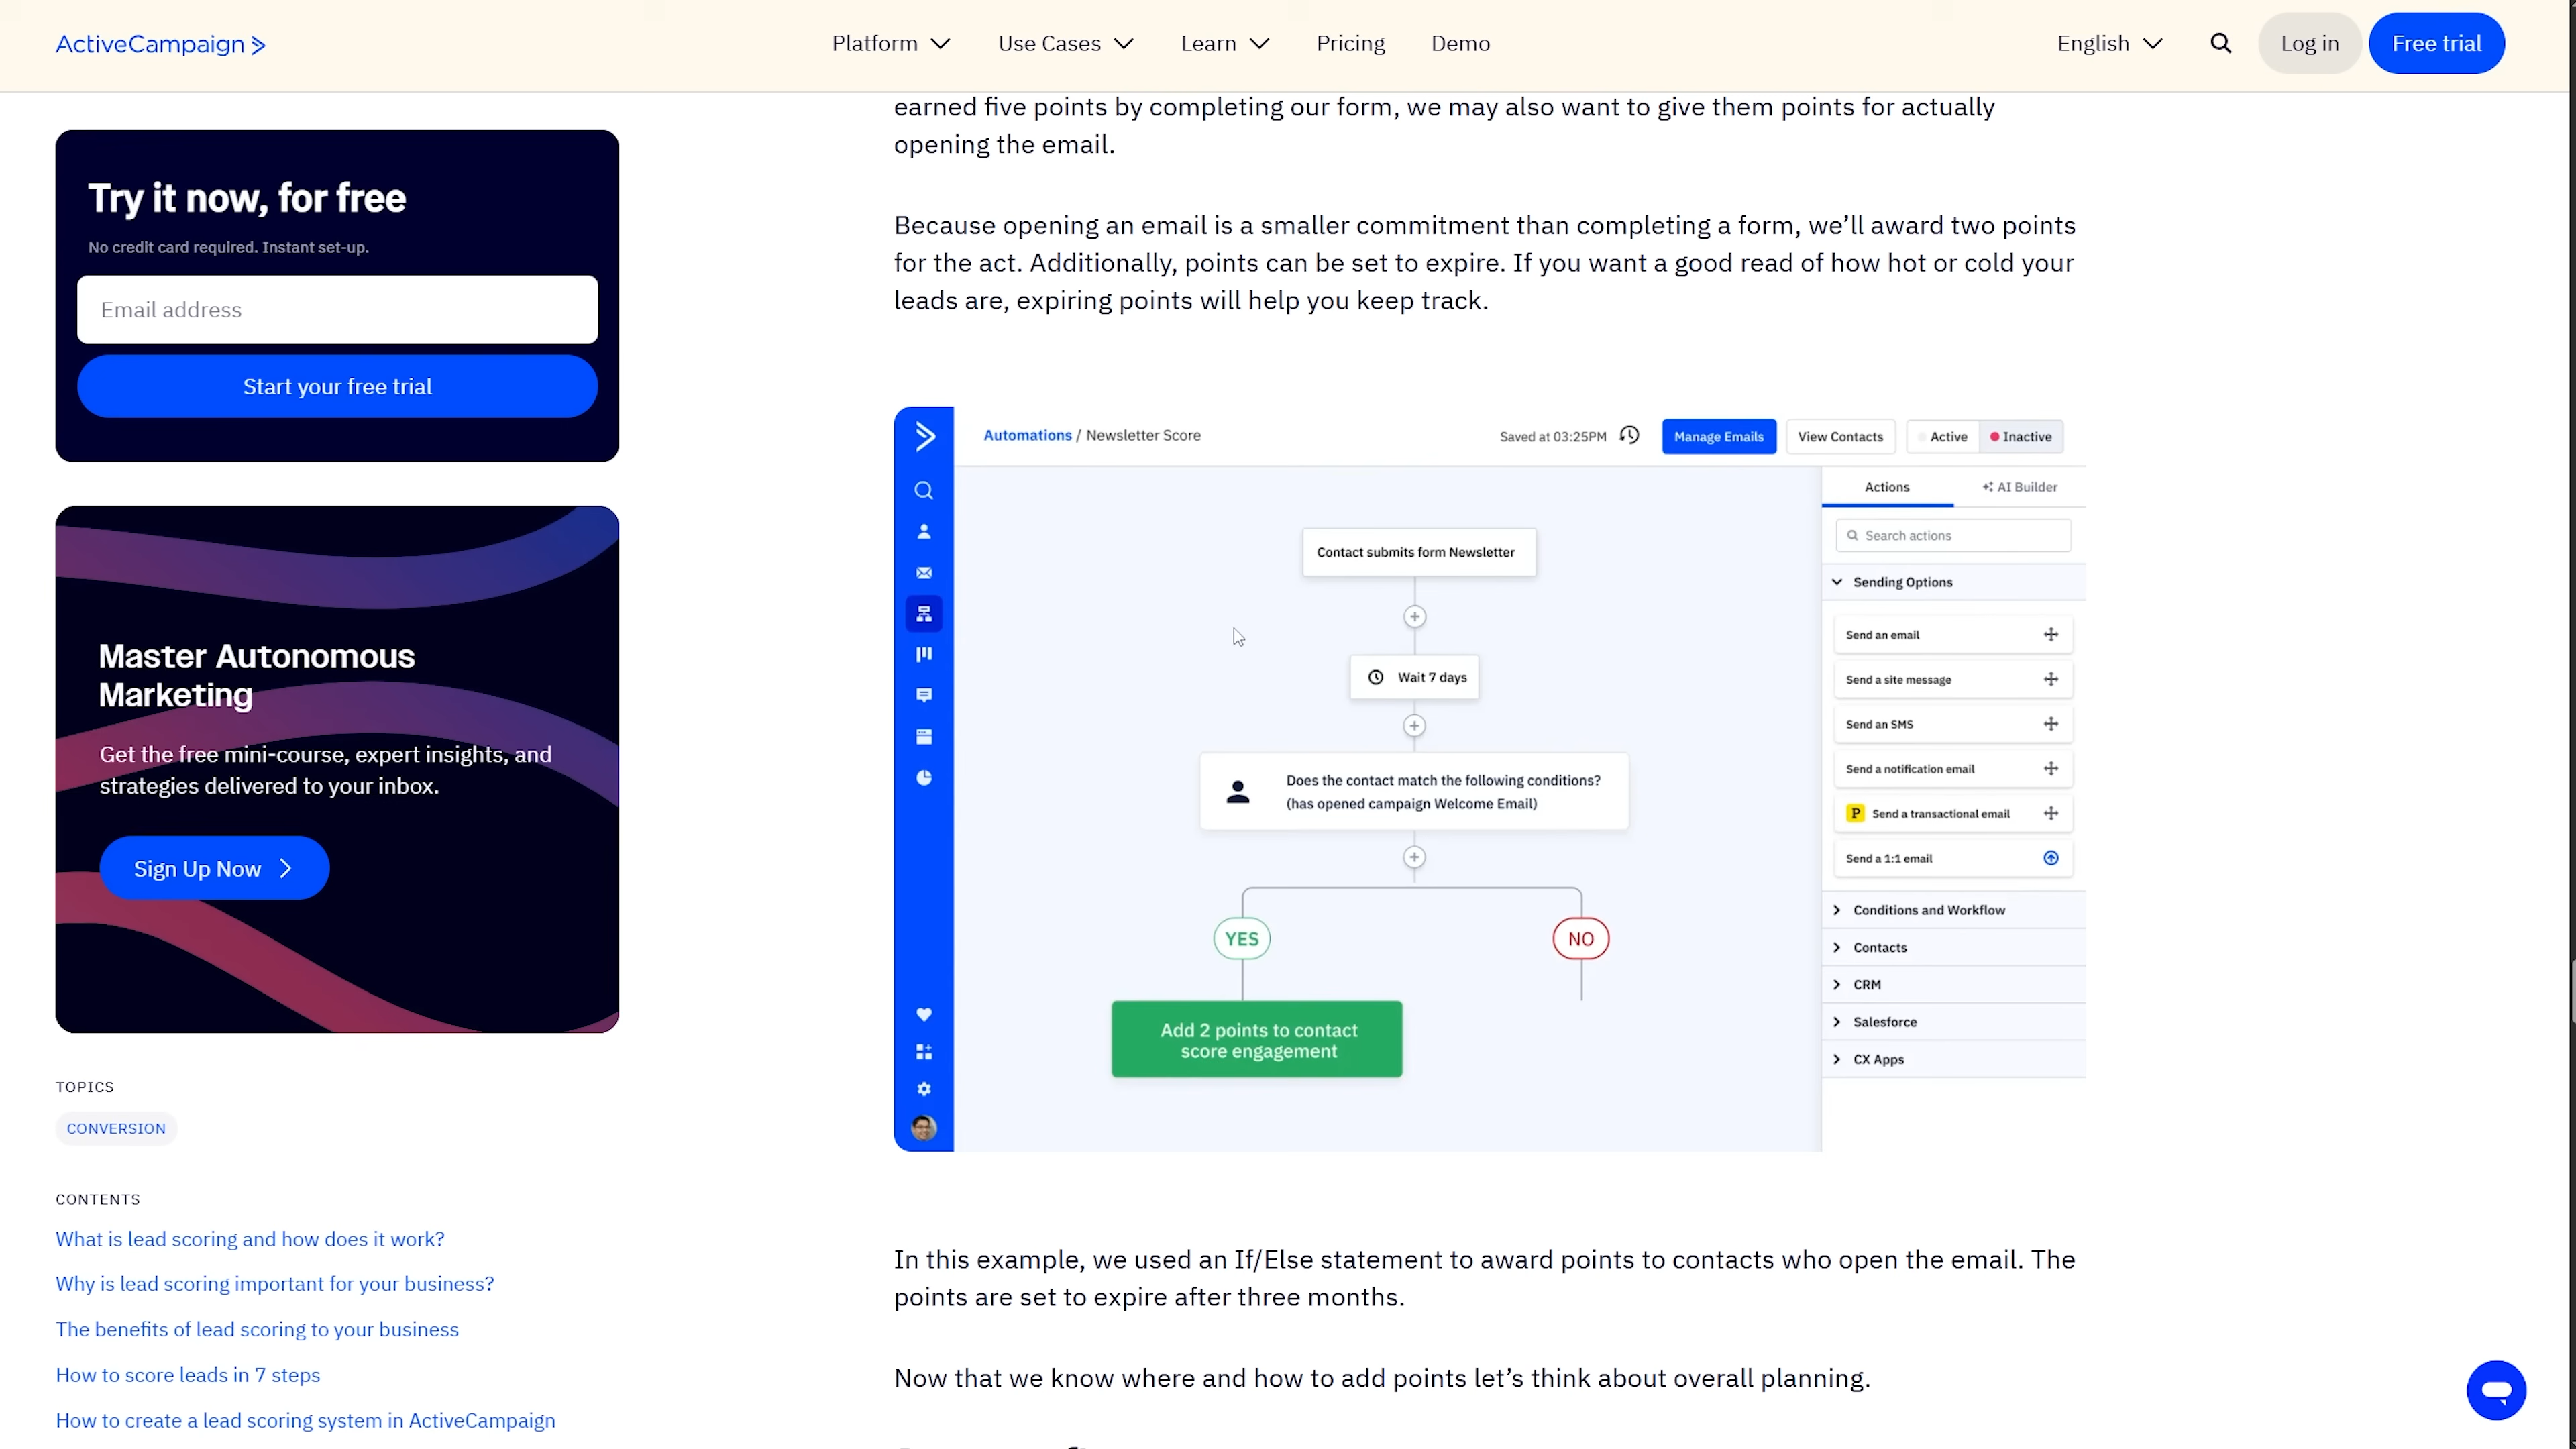 ActiveCampaign
Platform
Use Cases
Learn
Pricing
Demo
English
Log in
Free trial
Try it now, for free
No credit card required. Instant set-up.
Email address
Start your free trial
Master Autonomous
Marketing
Get the free mini-course, expert insights, and
strategies delivered to your inbox.
Sign Up Now
TOPICS
CONVERSION
CONTENTS
What is lead scoring and how does it work?
Why is lead scoring important for your business?
The benefits of lead scoring to your business
How to score leads in 7 steps
How to create a lead scoring system in ActiveCampaign
earned five points by completing our form, we may also want to give them points for actually
opening the email.
Because opening an email is a smaller commitment than completing a form, we’ll award two points
for the act. Additionally, points can be set to expire. If you want a good read of how hot or cold your
leads are, expiring points will help you keep track.
Automations / Newsletter Score
Saved at 03:25PM
Manage Emails
View Contacts
Active
Inactive
Contact submits form Newsletter
Wait 7 days
Does the contact match the following conditions?
(has opened campaign Welcome Email)
YES
NO
Add 2 points to contact
score engagement
Actions
AI Builder
Search actions
Sending Options
Send an email
Send a site message
Send an SMS
Send a notification email
P Send a transactional email
Send a 1:1 email
Conditions and Workflow
Contacts
CRM
Salesforce
CX Apps
In this example, we used an If/Else statement to award points to contacts who open the email. The
points are set to expire after three months.
Now that we know where and how to add points let’s think about overall planning.